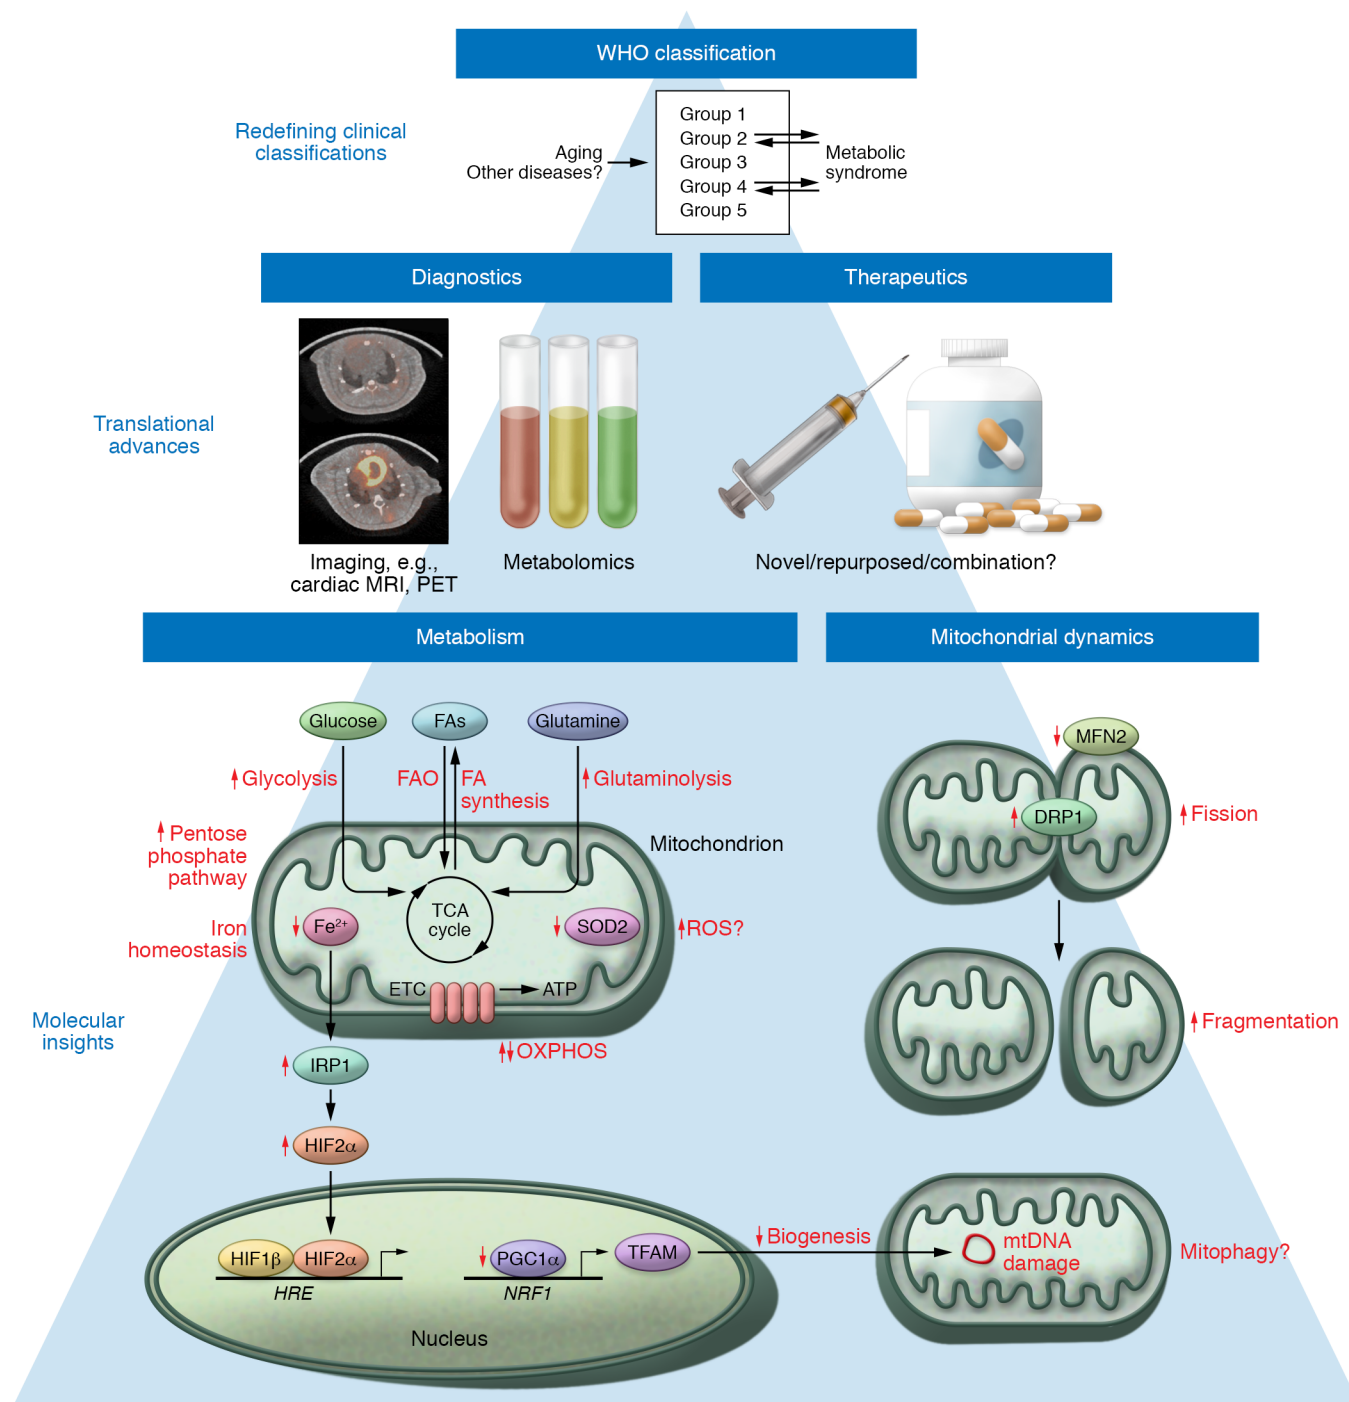 WHO classification
Redefining clinical
classifications
Aging
Other diseases?
Group 1
Group 2
Group 3
Group 4
Group 5
Metabolic
syndrome
Diagnostics
Therapeutics
Translational
advances
Imaging, e.g.,
cardiac MRI, PET
Metabolomics
Novel/repurposed/combination?
Metabolism
Mitochondrial dynamics
Molecular
insights
Glucose
FAs
Glutamine
Glycolysis
FAO
FA
synthesis
Glutaminolysis
Pentose
phosphate
pathway
Mitochondrion
TCA
cycle
Iron
homeostasis
Fe²⁺
SOD2
ROS?
ETC
ATP
OXPHOS
IRP1
HIF2α
HIF1β
HIF2α
HRE
PGC1α
NRF1
TFAM
Nucleus
Biogenesis
MFN2
DRP1
Fission
Fragmentation
mtDNA
damage
Mitophagy?